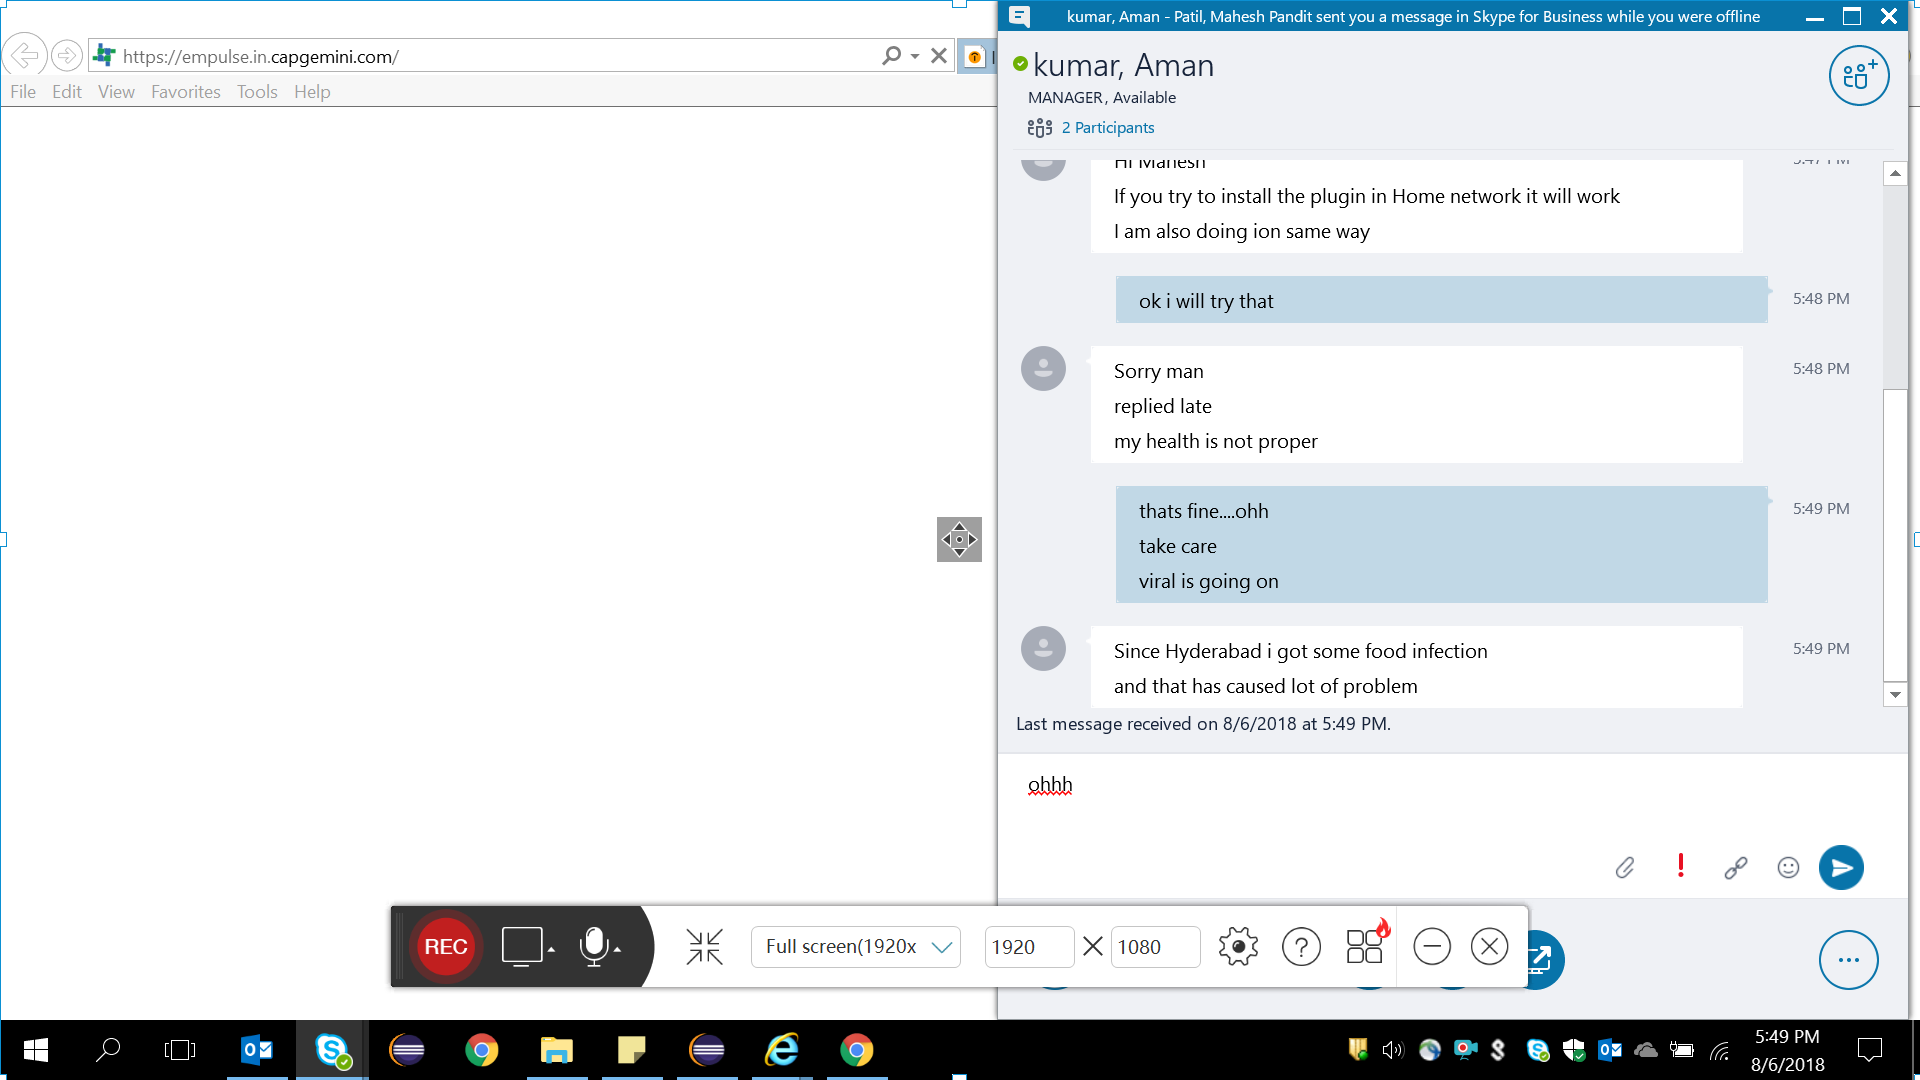 kumar, Aman - Patil, Mahesh Pandit sent you a message in Skype for Business while you were offline
https://empulse.in.capgemini.com/
File Edit View Favorites Tools Help
kumar, Aman
MANAGER, Available
2 Participants
Hi Mahesh
5:47 PM
If you try to install the plugin in Home network it will work
I am also doing ion same way
ok i will try that
5:48 PM
Sorry man
5:48 PM
replied late
my health is not proper
thats fine....ohh
5:49 PM
take care
viral is going on
Since Hyderabad i got some food infection
5:49 PM
and that has caused lot of problem
Last message received on 8/6/2018 at 5:49 PM.
ohhh
REC
Full screen(1920x
1920
1080
5:49 PM
8/6/2018